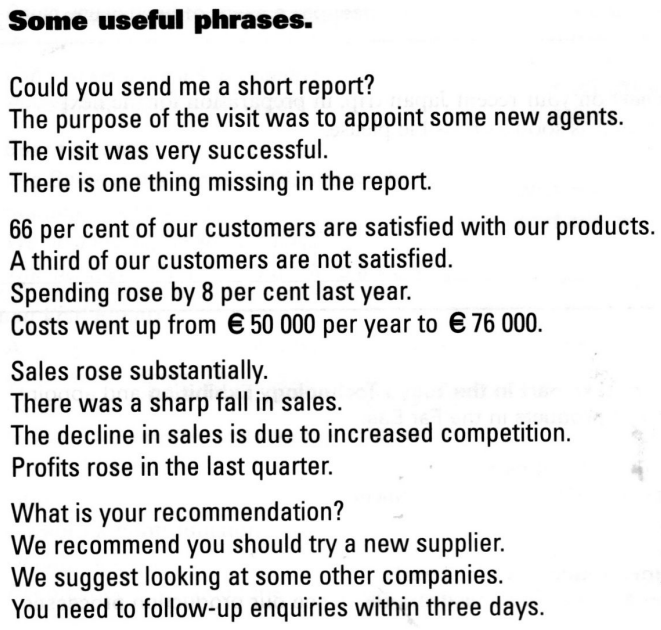 Some useful phrases.
Could you send me a short report?
The purpose of the visit was to appoint some new agents.
The visit was very successful.
There is one thing missing in the report.
66 per cent of our customers are satisfied with our products.
A third of our customers are not satisfied.
Spending rose by 8 per cent last year.
Costs went up from €50 000 per year to €76 000.
Sales rose substantially.
There was a sharp fall in sales.
The decline in sales is due to increased competition.
Profits rose in the last quarter.
What is your recommendation?
We recommend you should try a new supplier.
We suggest looking at some other companies.
You need to follow-up enquiries within three days.